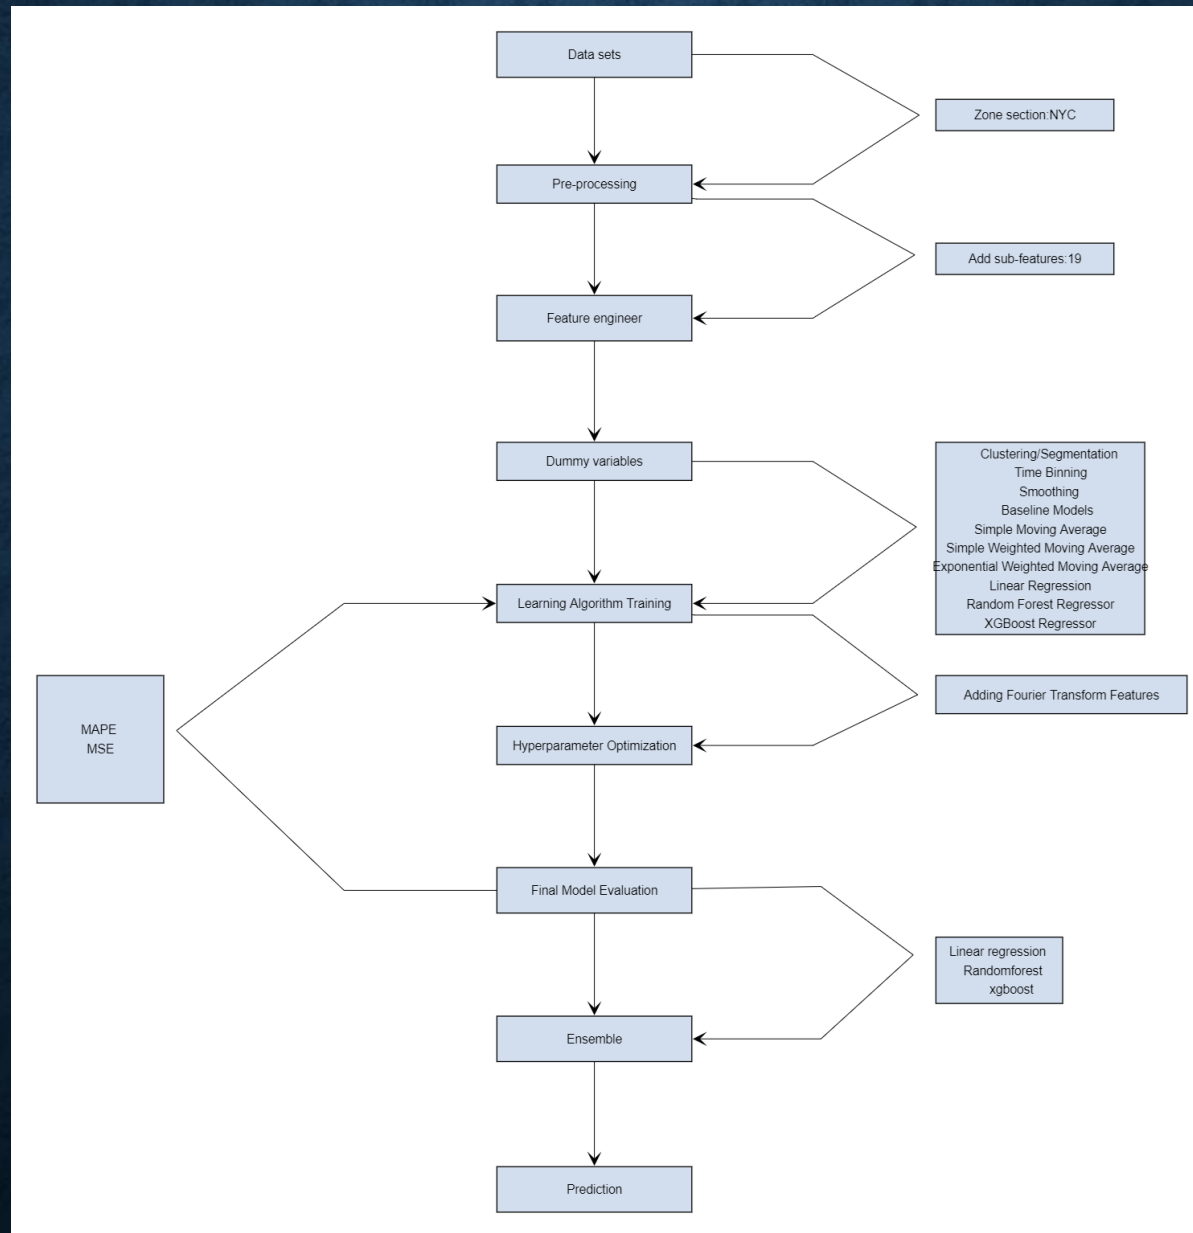 Data sets
Zone section:NYC
Pre-processing
Add sub-features:19
Feature engineer
Dummy variables
Clustering/Segmentation
Time Binning
Smoothing
Baseline Models
Simple Moving Average
Simple Weighted Moving Average
Exponential Weighted Moving Average
Linear Regression
Random Forest Regressor
XGBoost Regressor
Learning Algorithm Training
Adding Fourier Transform Features
MAPE
MSE
Hyperparameter Optimization
Final Model Evaluation
Linear regression
Randomforest
xgboost
Ensemble
Prediction